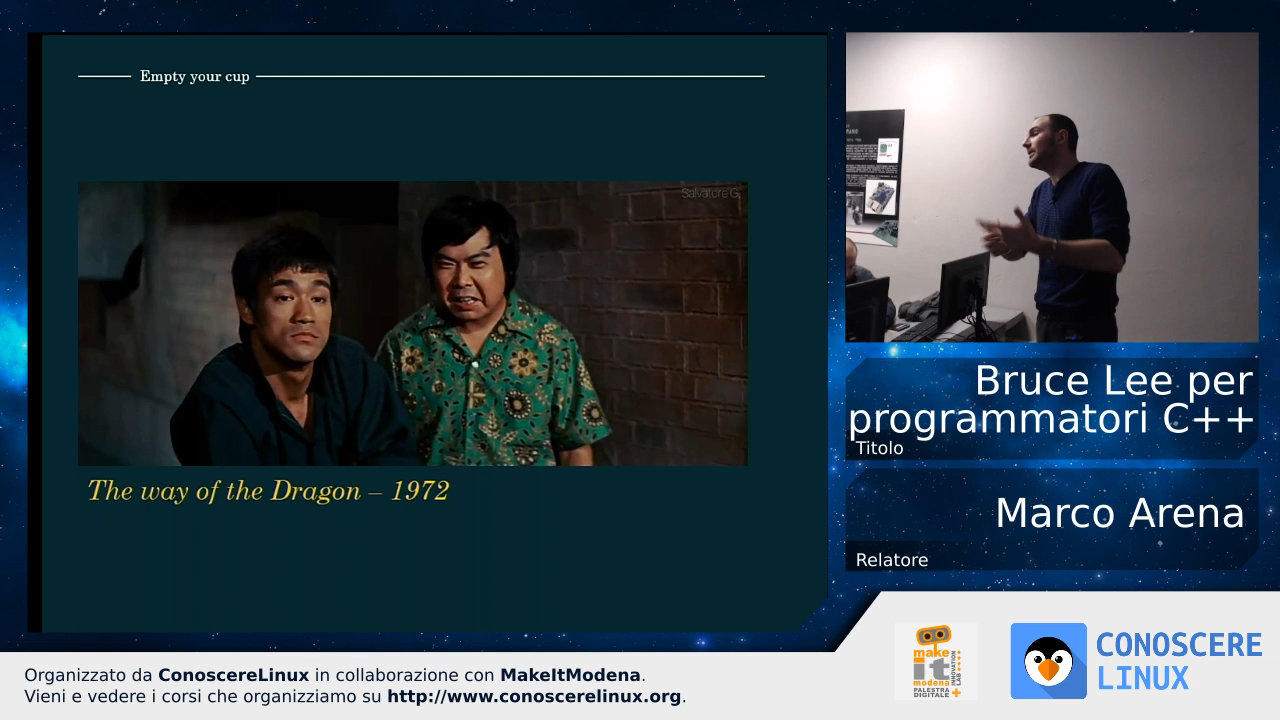 Empty your cup
Salvatore G.
The way of the Dragon – 1972
Bruce Lee per
programmatori C++
Titolo
Marco Arena
Relatore
make
it
modena
PALESTRA
DIGITALE
INNOVATION
LAB
CONOSCERE
LINUX
Organizzato da ConoscereLinux in collaborazione con MakeItModena.
Vieni e vedere i corsi che organizziamo su http://www.conoscerelinux.org.